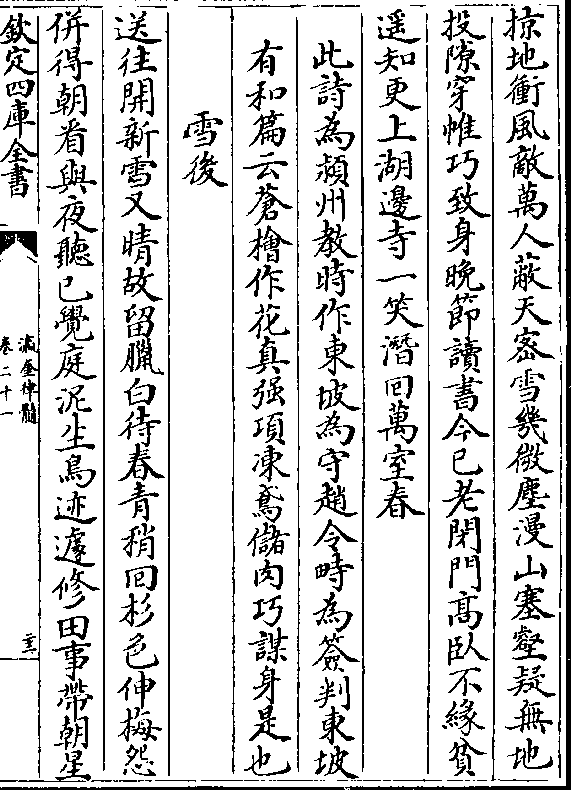 掠地衝風敵萬人蔽天密雪幾微塵漫山塞壑疑無地
投隙穿帷巧致身晚節讀書今已老閉門髙臥不緣貧
遥知更上湖邊寺一笑潛回萬室春
此詩為潁州教時作東坡為守趙令畤為簽判東坡
有和篇云蒼檜作花真强項凍鳶儲肉巧謀身是也
雪後
送往開新雪又晴故留臘白待春青稍回杉色伸梅怨
併得朝看與夜聽已覺庭泥生鳥迹遽修田事帶朝星
欽定四庫全書
瀛奎律髓
卷二十一